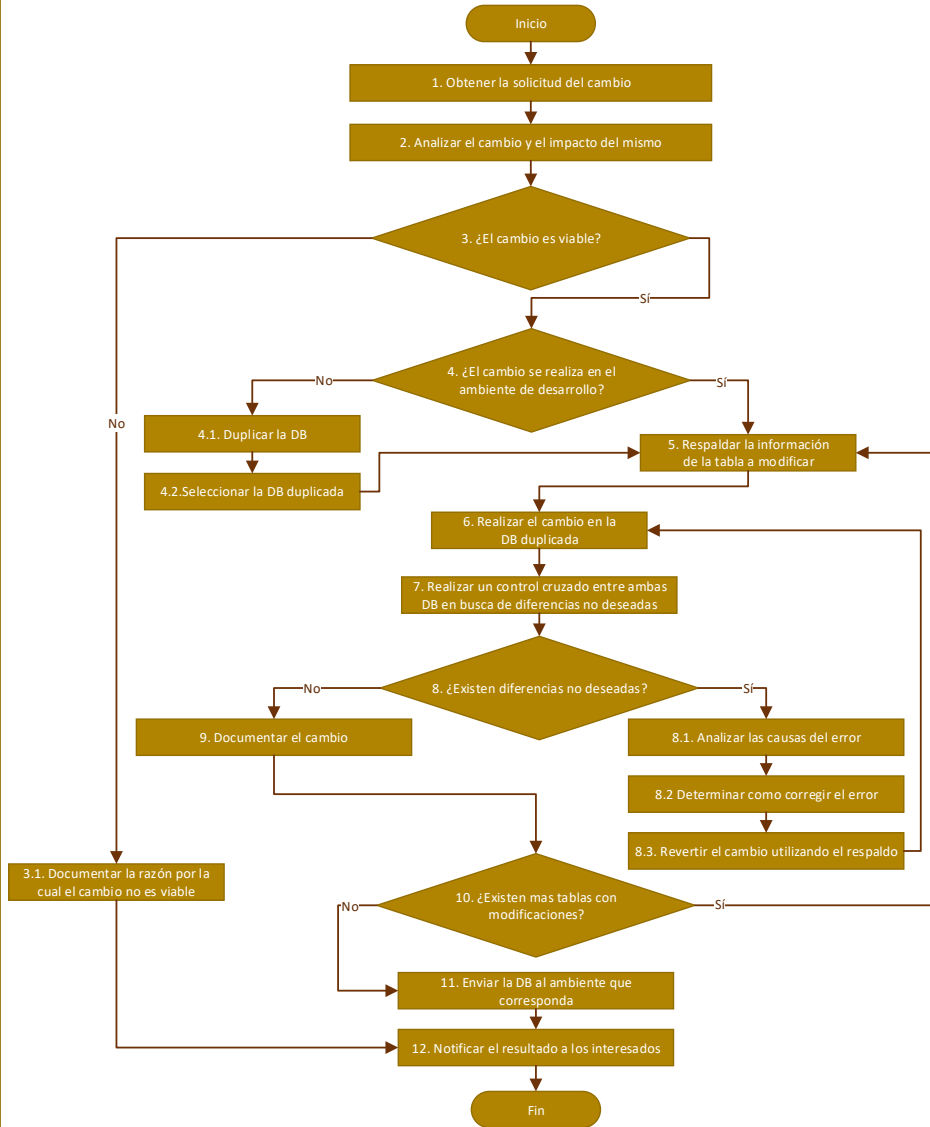 Inicio
1. Obtener la solicitud del cambio
2. Analizar el cambio y el impacto del mismo
3. ¿El cambio es viable?
Sí
4. ¿El cambio se realiza en el
ambiente de desarrollo?
No
Sí
No
4.1. Duplicar la DB
5. Respaldar la información
de la tabla a modificar
4.2.Seleccionar la DB duplicada
6. Realizar el cambio en la
DB duplicada
7. Realizar un control cruzado entre ambas
DB en busca de diferencias no deseadas
8. ¿Existen diferencias no deseadas?
No
Sí
9. Documentar el cambio
8.1. Analizar las causas del error
8.2 Determinar como corregir el error
8.3. Revertir el cambio utilizando el respaldo
3.1. Documentar la razón por la
cual el cambio no es viable
10. ¿Existen mas tablas con
modificaciones?
No
Sí
11. Enviar la DB al ambiente que
corresponda
12. Notificar el resultado a los interesados
Fin